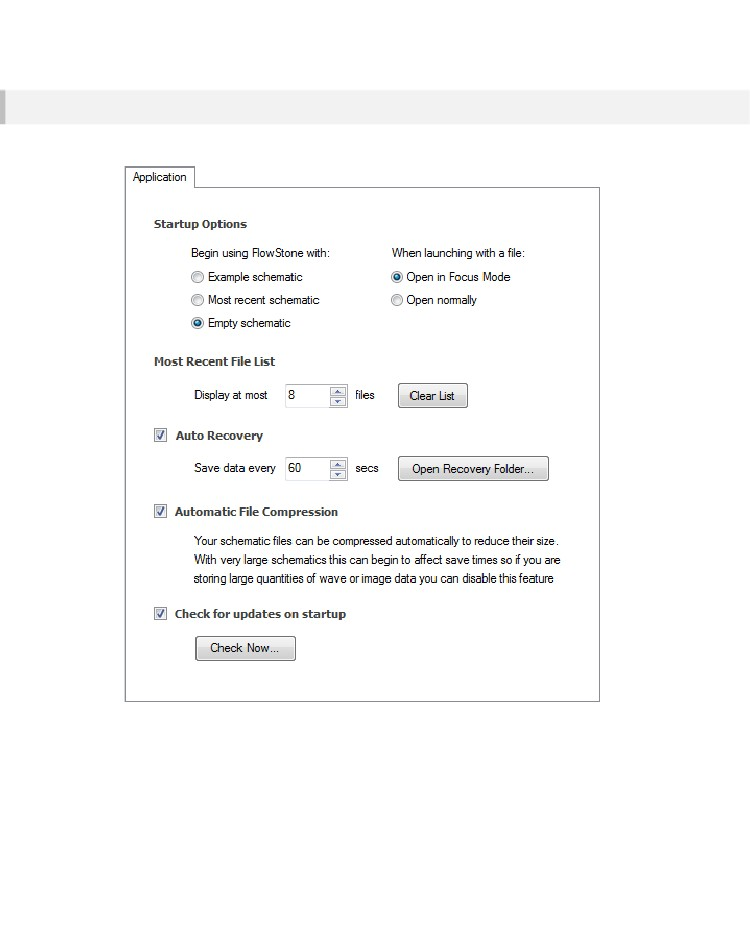 Application
Startup Options
Begin using FlowStone with: When launching with a file:
Example schematic Open in Focus Mode
Most recent schematic Open normally
Empty schematic
Most Recent File List
Display at most 8 files Clear List
Auto Recovery
Save data every 60 secs Open Recovery Folder...
Automatic File Compression
Your schematic files can be compressed automatically to reduce their size.
With very large schematics this can begin to affect save times so if you are
storing large quantities of wave or image data you can disable this feature
Check for updates on startup
Check Now...